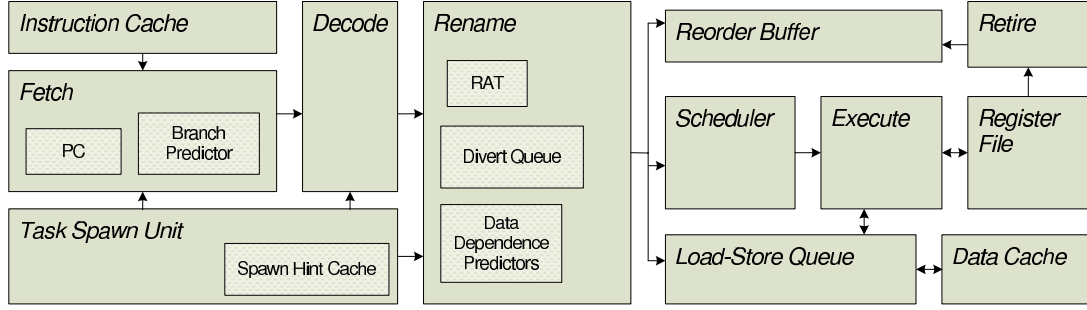 Instruction Cache
Fetch
PC
Branch
Predictor
Task Spawn Unit
Spawn Hint Cache
Decode
Rename
RAT
Divert Queue
Data
Dependence
Predictors
Reorder Buffer
Retire
Scheduler
Execute
Register
File
Load-Store Queue
Data Cache